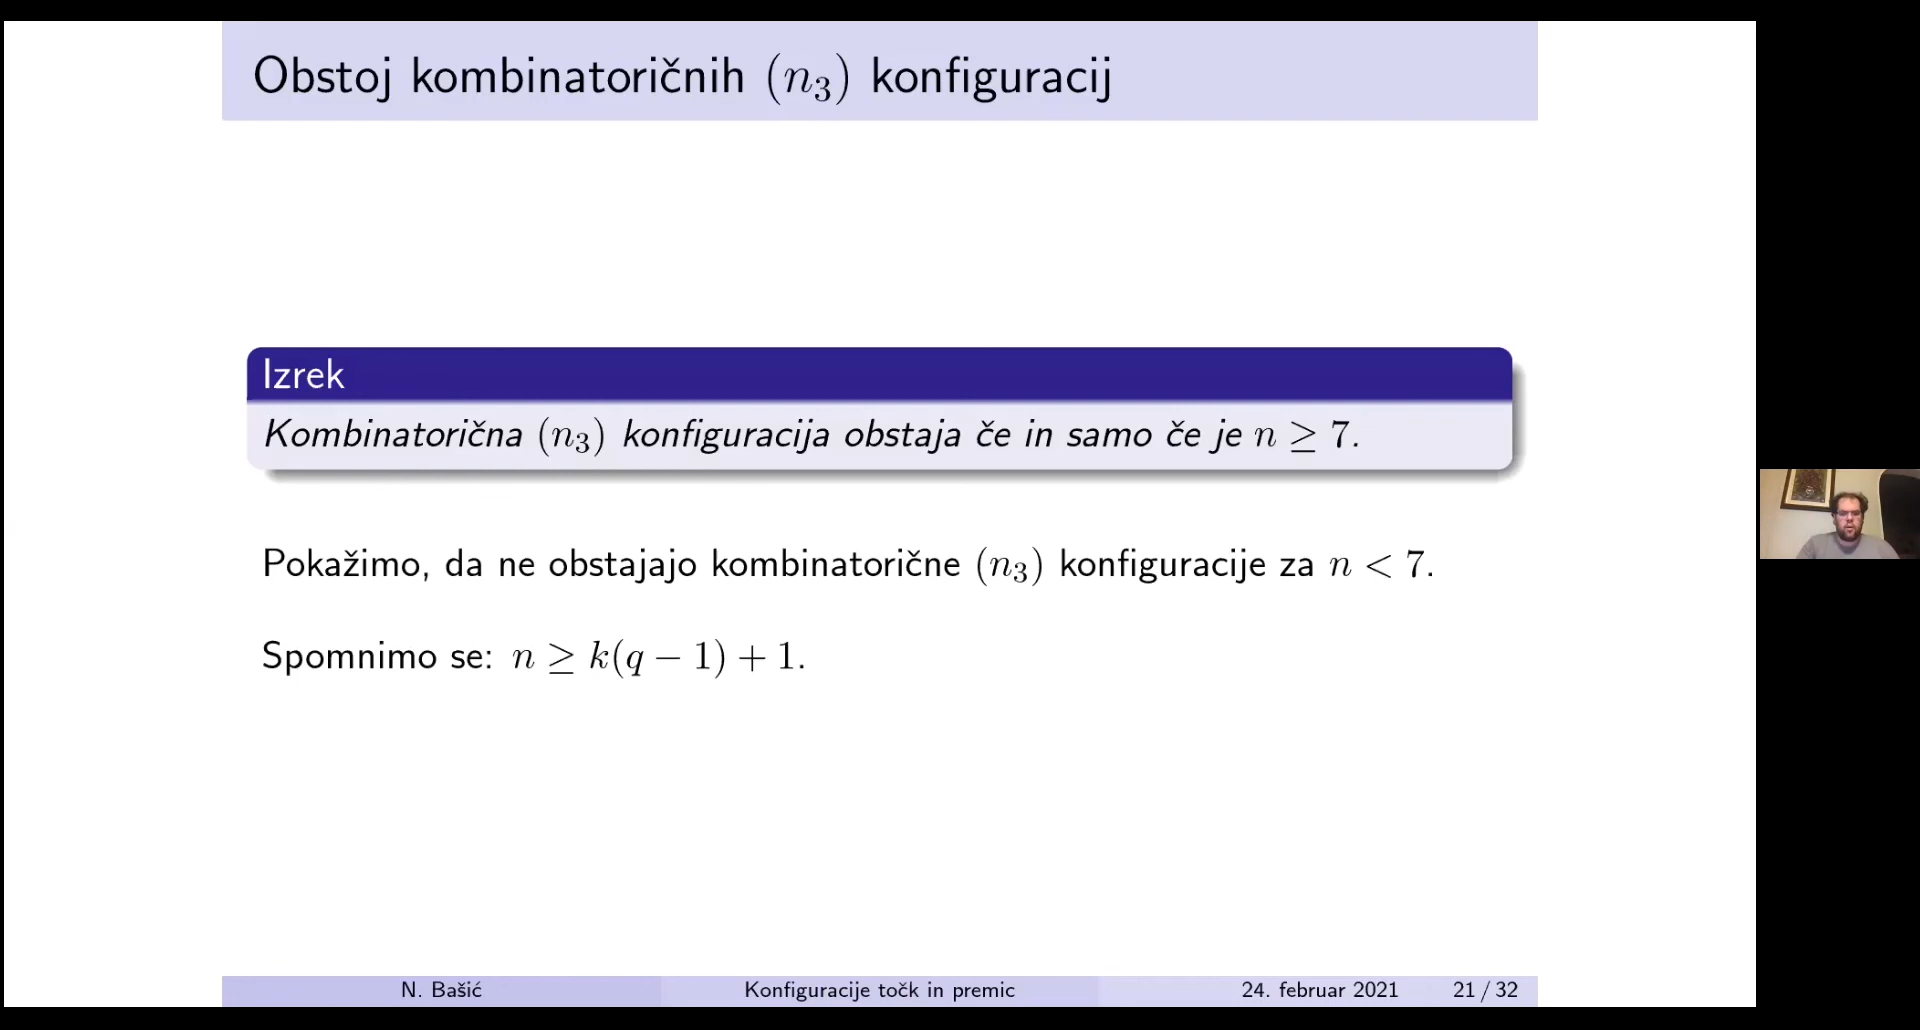 Obstoj kombinatoričnih (n₃) konfiguracij
Izrek
Kombinatorična (n₃) konfiguracija obstaja če in samo če je n ≥ 7.
Pokažimo, da ne obstajajo kombinatorične (n₃) konfiguracije za n < 7.
Spomnimo se: n ≥ k(q − 1) + 1.
N. Bašić Konfiguracije točk in premic 24. februar 2021 21 / 32